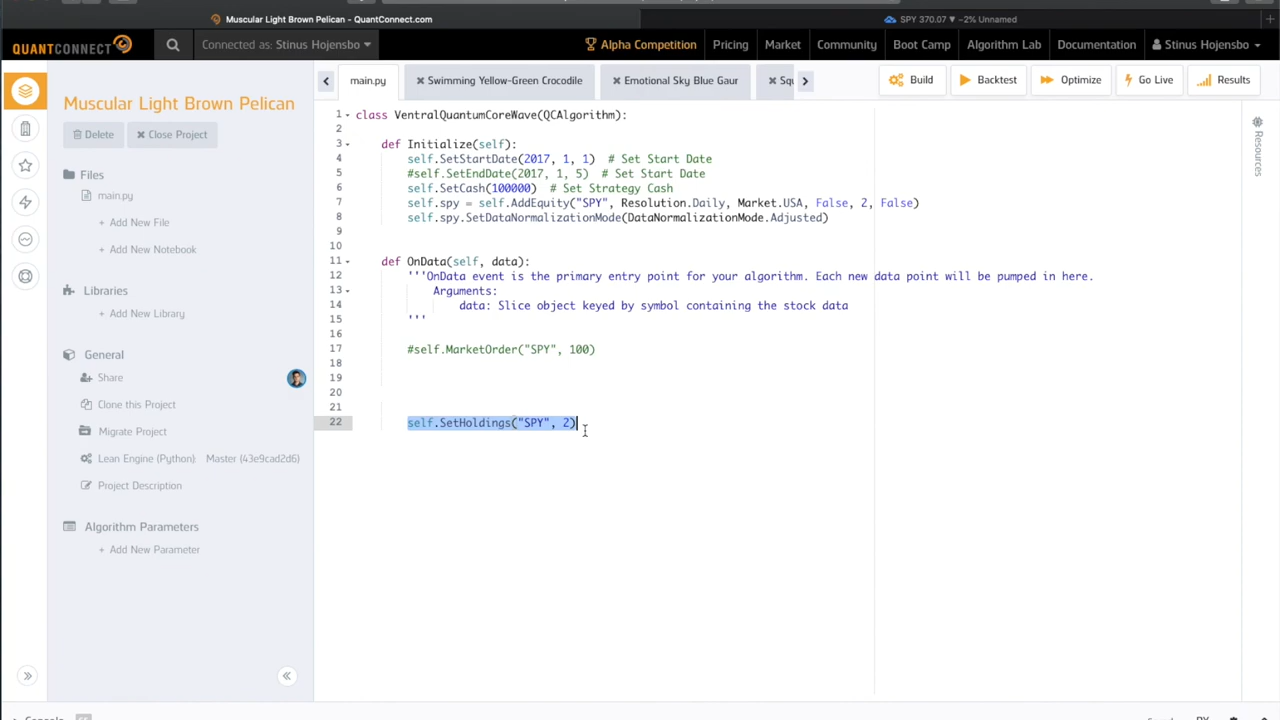 Muscular Light Brown Pelican - QuantConnect.com
SPY 370.07 ▼ −2% Unnamed
QUANTCONNECT
Connected as: Stinus Hojensbo
Alpha Competition
Pricing
Market
Community
Boot Camp
Algorithm Lab
Documentation
Stinus Hojensbo
Muscular Light Brown Pelican
Delete
Close Project
Files
main.py
+ Add New File
+ Add New Notebook
Libraries
+ Add New Library
General
Share
Clone this Project
Migrate Project
Lean Engine (Python): Master (43e9cad2d6)
Project Description
Algorithm Parameters
+ Add New Parameter
main.py
Swimming Yellow-Green Crocodile
Emotional Sky Blue Gaur
Squ
Build
Backtest
Optimize
Go Live
Results
1 class VentralQuantumCoreWave(QCAlgorithm):
2
3 def Initialize(self):
4 self.SetStartDate(2017, 1, 1) # Set Start Date
5 #self.SetEndDate(2017, 1, 5) # Set Start Date
6 self.SetCash(100000) # Set Strategy Cash
7 self.spy = self.AddEquity("SPY", Resolution.Daily, Market.USA, False, 2, False)
8 self.spy.SetDataNormalizationMode(DataNormalizationMode.Adjusted)
9
10
11 def OnData(self, data):
12 '''OnData event is the primary entry point for your algorithm. Each new data point will be pumped in here.
13 Arguments:
14 data: Slice object keyed by symbol containing the stock data
15 '''
16
17 #self.MarketOrder("SPY", 100)
18
19
20
21
22 self.SetHoldings("SPY", 2)
Resources